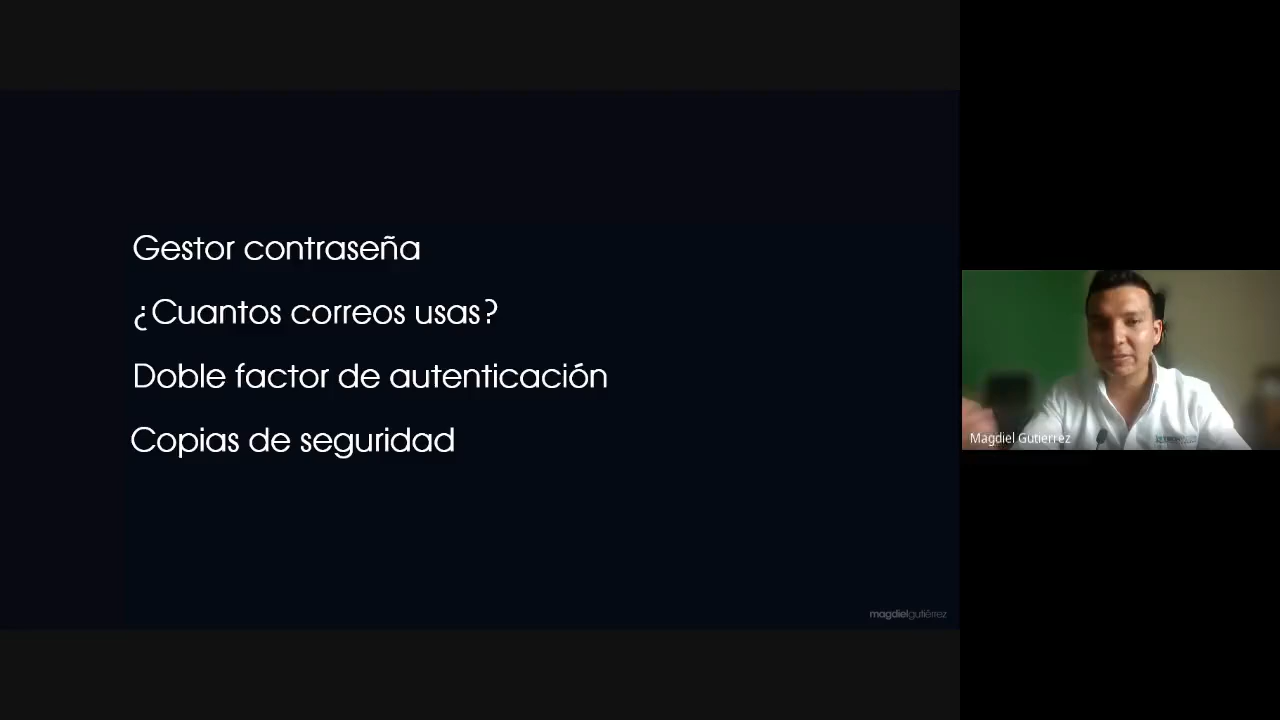 Gestor contraseña
¿Cuantos correos usas?
Doble factor de autenticación
Copias de seguridad
magdielgutiérrez
Magdiel Gutierrez